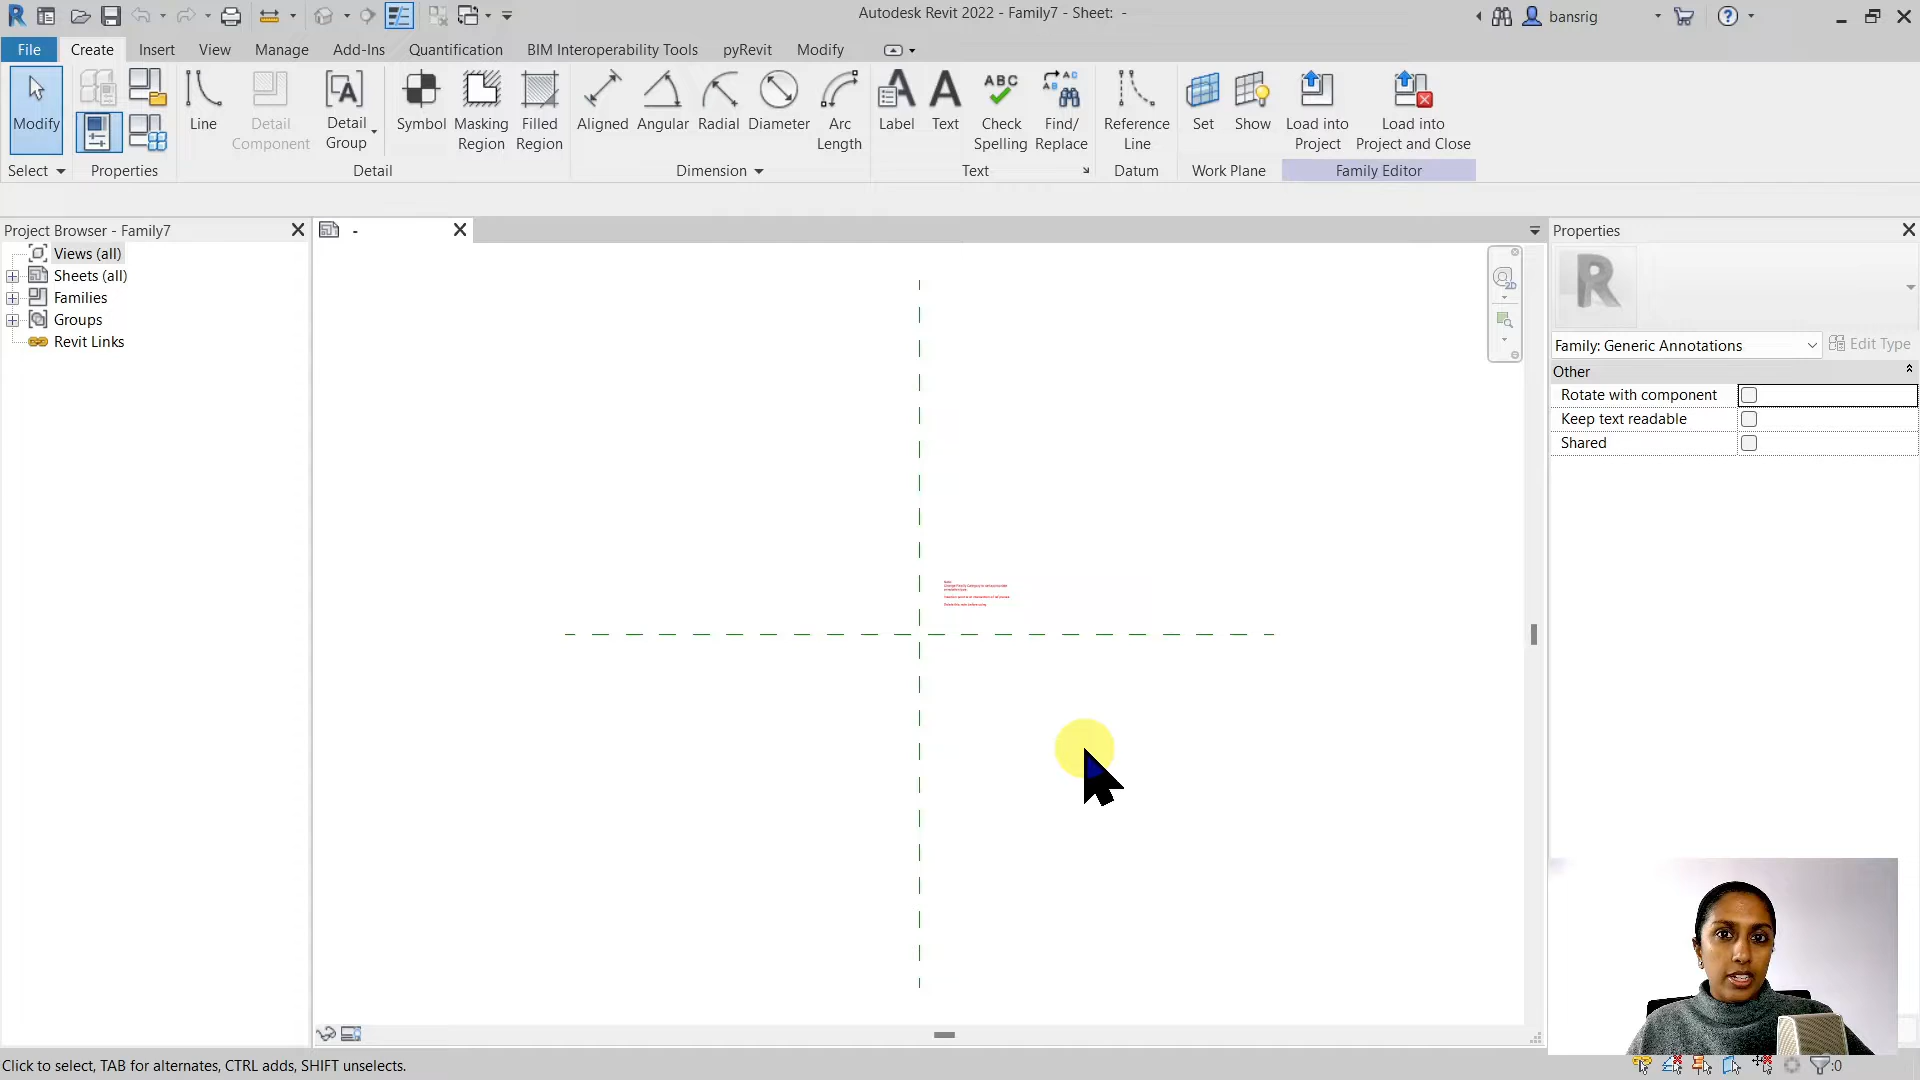 Autodesk Revit 2022 - Family7 - Sheet: -
bansrig
File Create Insert View Manage Add-Ins Quantification BIM Interoperability Tools pyRevit Modify
Modify
Line
Detail Component
Detail Group
Symbol
Masking Region
Filled Region
Aligned
Angular
Radial
Diameter
Arc Length
Label
Text
ABC
Check Spelling
Find/ Replace
Reference Line
Set
Show
Load into Project
Load into Project and Close
Select Properties Detail Dimension Text Datum Work Plane Family Editor
Project Browser - Family7
Views (all)
Sheets (all)
Families
Groups
Revit Links
-
2D
Properties
Family: Generic Annotations
Edit Type
Other
Rotate with component
Keep text readable
Shared
Click to select, TAB for alternates, CTRL adds, SHIFT unselects.
:0